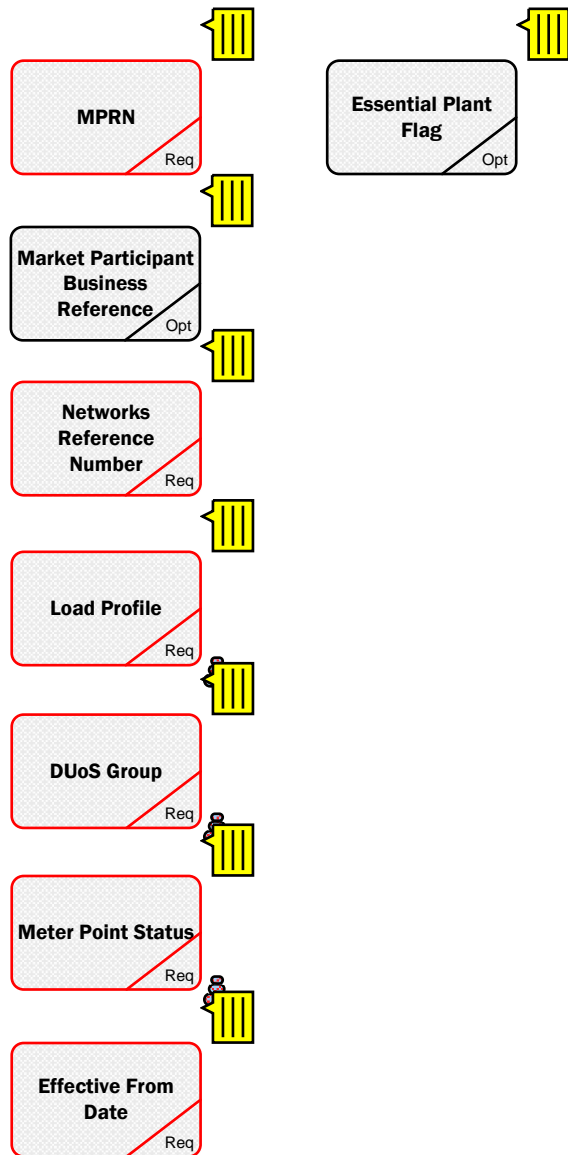 MPRN
Req
Essential Plant
Flag
Opt
Market Participant
Business
Reference
Opt
Networks
Reference
Number
Req
Load Profile
Req
DUoS Group
Req
Meter Point Status
Req
Effective From
Date
Req